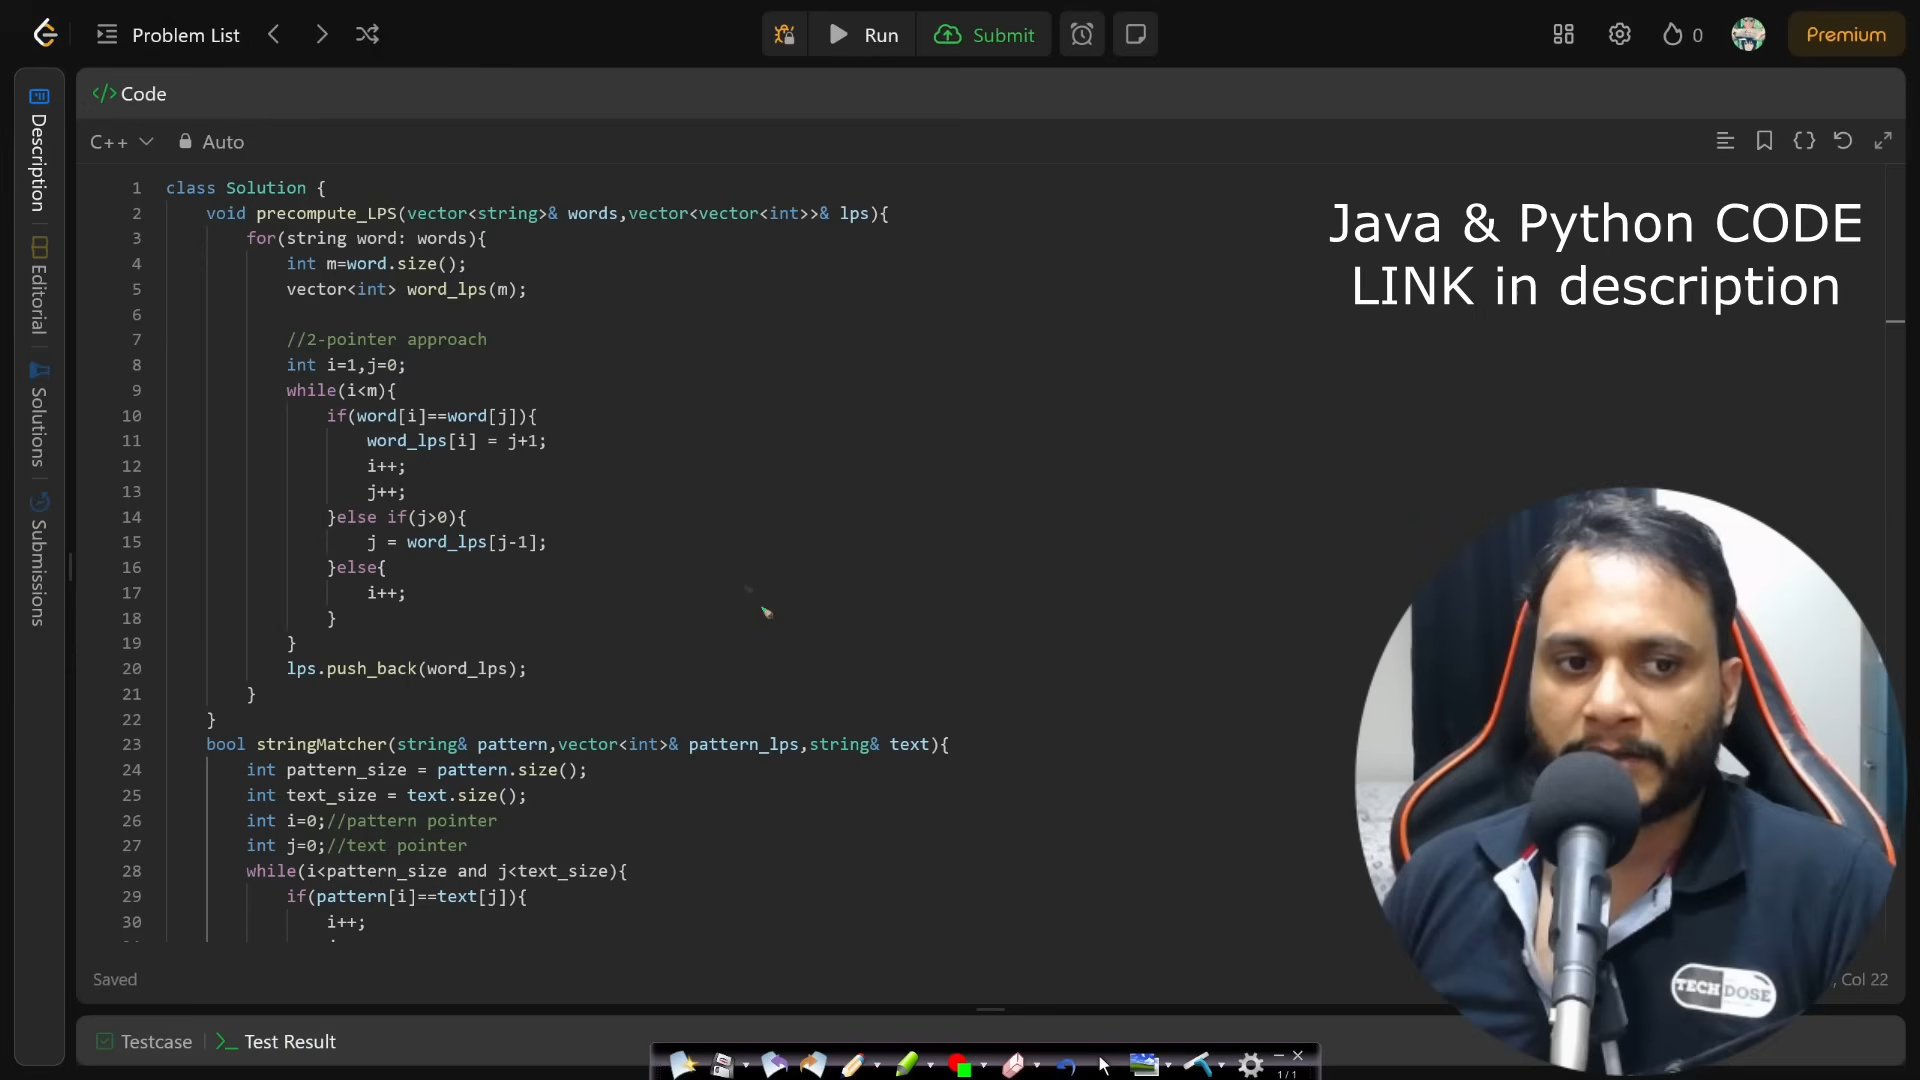 Problem List
Run
Submit
0
Premium
Description
Editorial
Solutions
Submissions
</> Code
C++
Auto
Java & Python CODE
LINK in description
1 class Solution {
2 void precompute_LPS(vector<string>& words,vector<vector<int>>& lps){
3 for(string word: words){
4 int m=word.size();
5 vector<int> word_lps(m);
6
7 //2-pointer approach
8 int i=1,j=0;
9 while(i<m){
10 if(word[i]==word[j]){
11 word_lps[i] = j+1;
12 i++;
13 j++;
14 }else if(j>0){
15 j = word_lps[j-1];
16 }else{
17 i++;
18 }
19 }
20 lps.push_back(word_lps);
21 }
22 }
23 bool stringMatcher(string& pattern,vector<int>& pattern_lps,string& text){
24 int pattern_size = pattern.size();
25 int text_size = text.size();
26 int i=0;//pattern pointer
27 int j=0;//text pointer
28 while(i<pattern_size and j<text_size){
29 if(pattern[i]==text[j]){
30 i++;
TECH DOSE
Saved
, Col 22
Testcase
Test Result
1/1